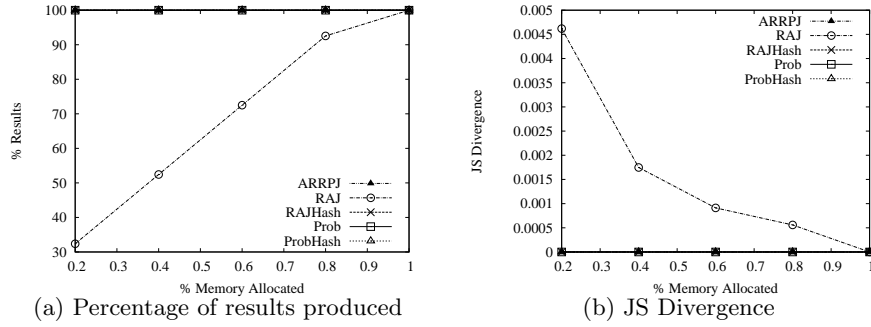 100
90
80
70
60
50
40
30
% Results
ARRPJ
RAJ
RAJHash
Prob
ProbHash
0.2 0.3 0.4 0.5 0.6 0.7 0.8 0.9 1
% Memory Allocated
(a) Percentage of results produced
0.005
0.0045
0.004
0.0035
0.003
0.0025
0.002
0.0015
0.001
0.0005
0
JS Divergence
ARRPJ
RAJ
RAJHash
Prob
ProbHash
0.2 0.3 0.4 0.5 0.6 0.7 0.8 0.9 1
% Memory Allocated
(b) JS Divergence